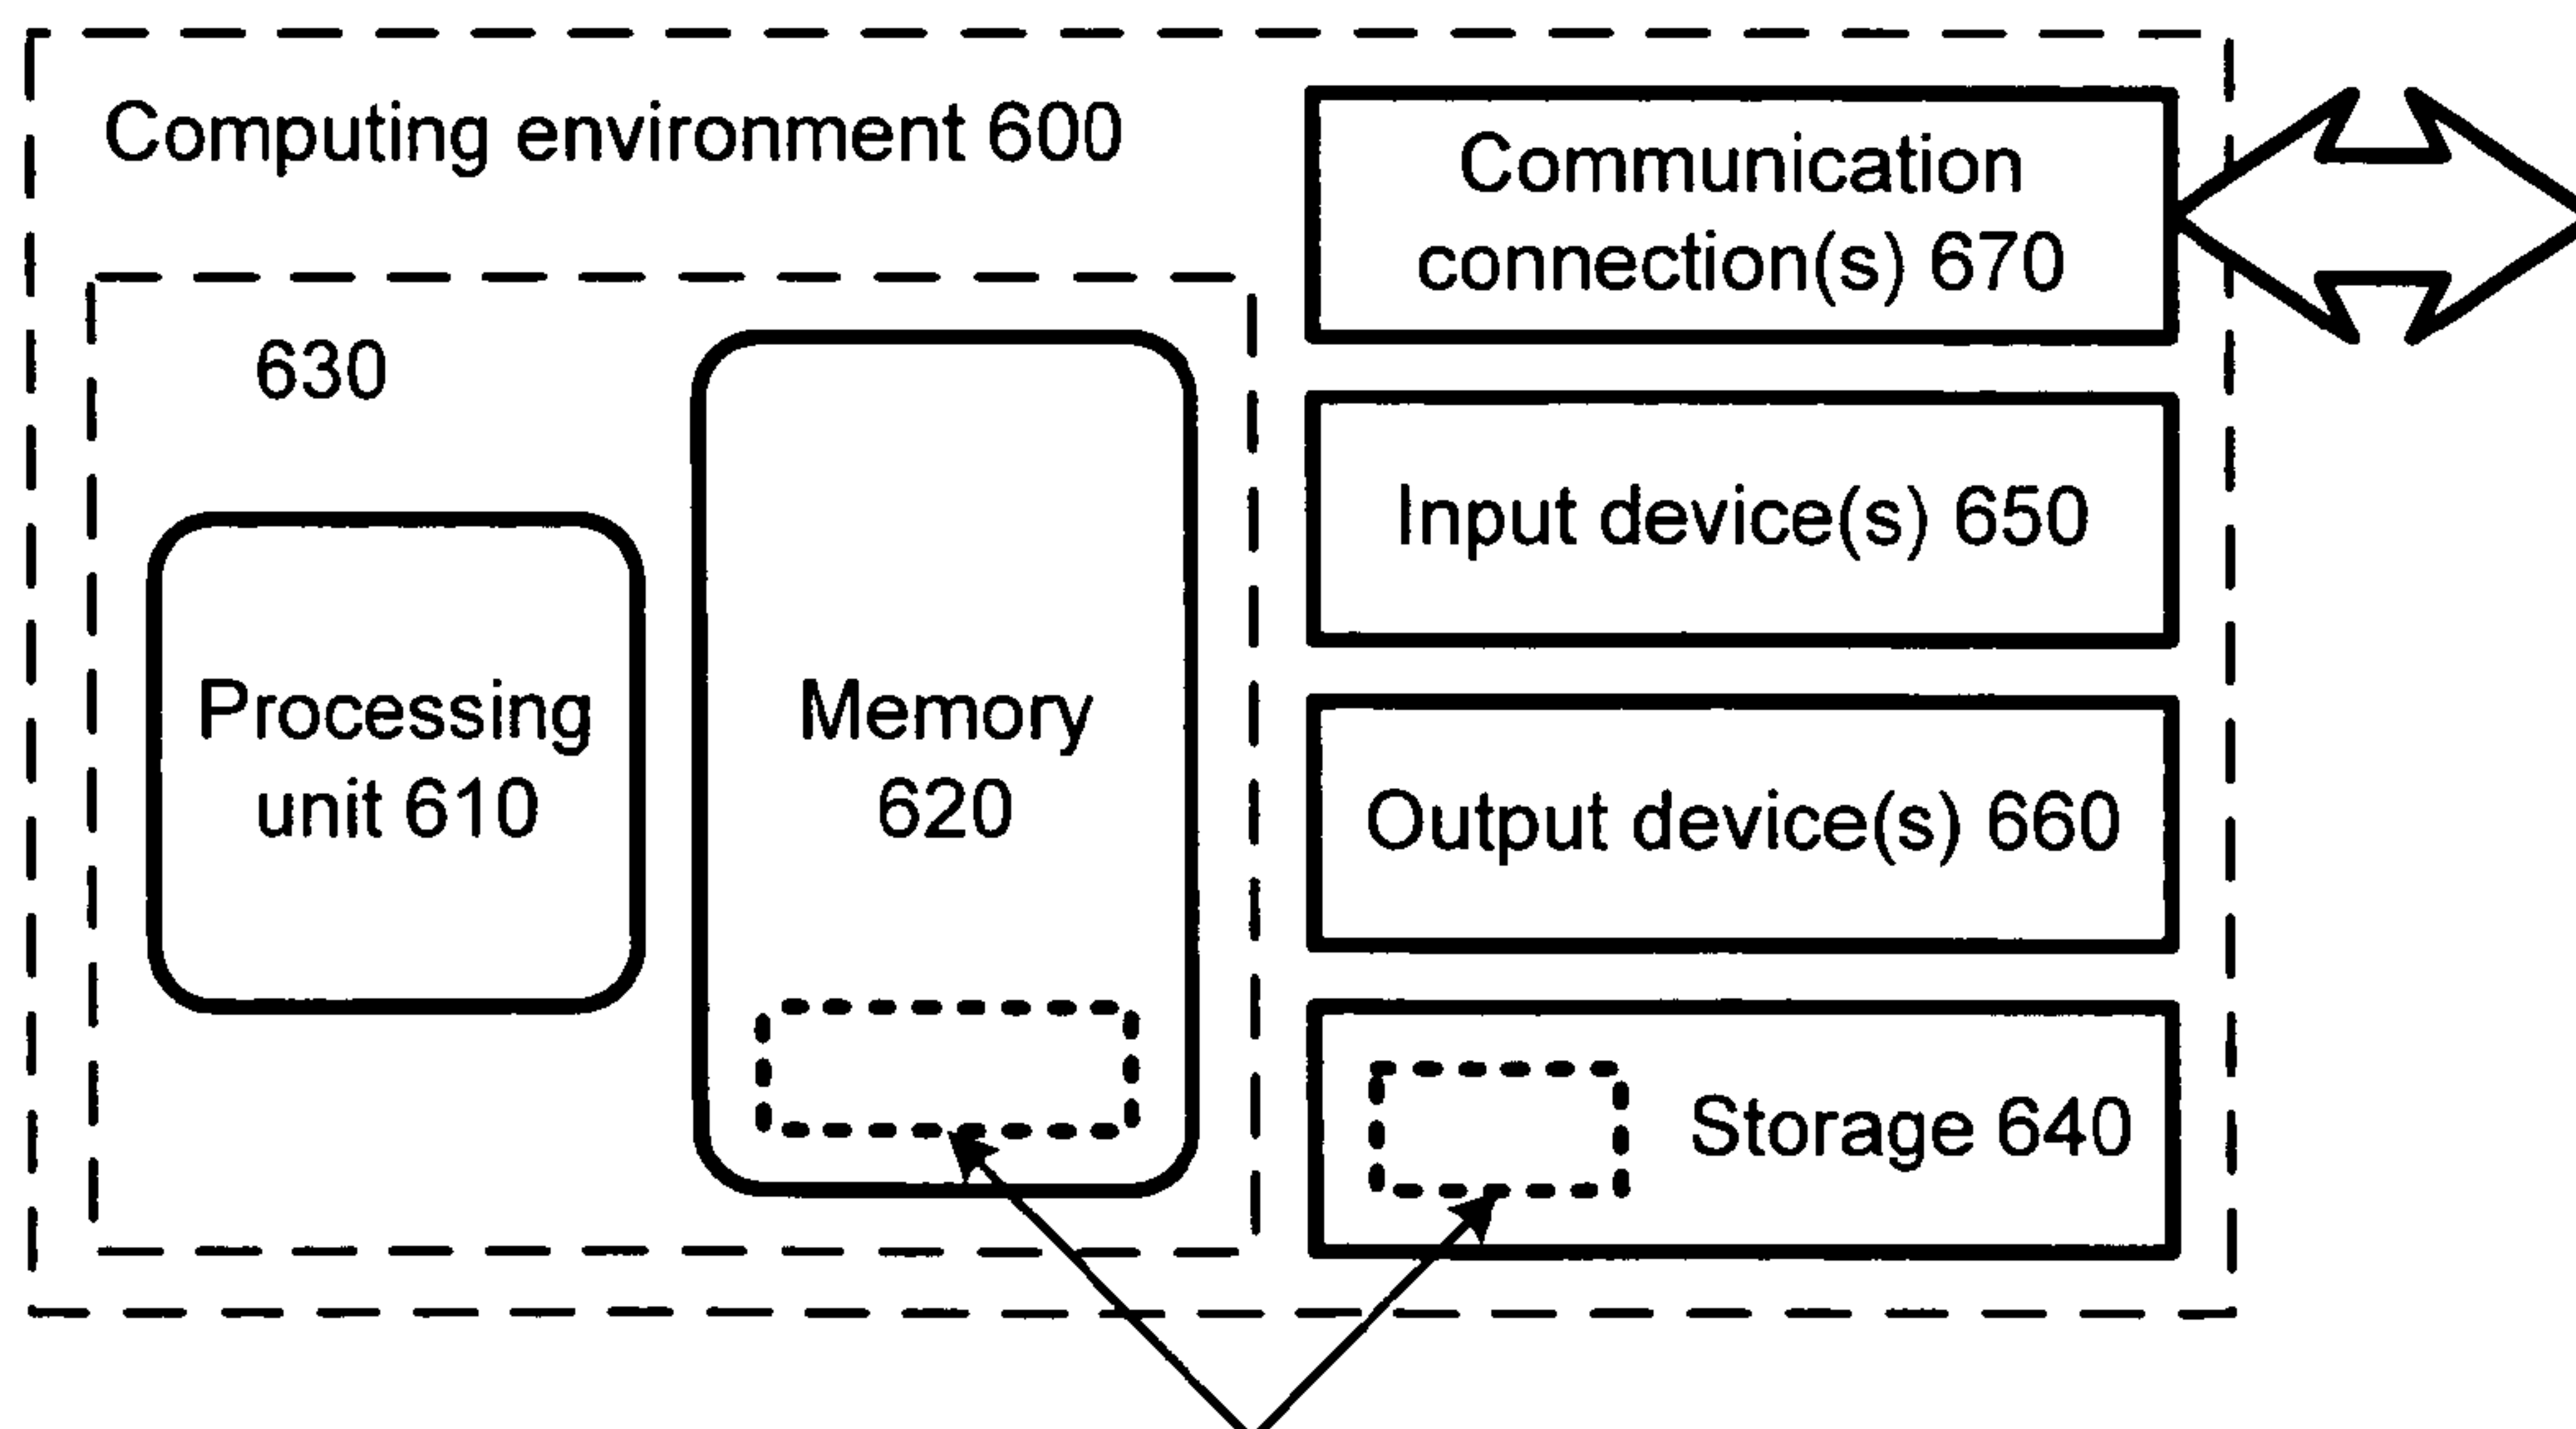 Computing environment 600
630
Processing
unit 610
Memory
620
Communication
connection(s) 670
Input device(s) 650
Output device(s) 660
Storage 640